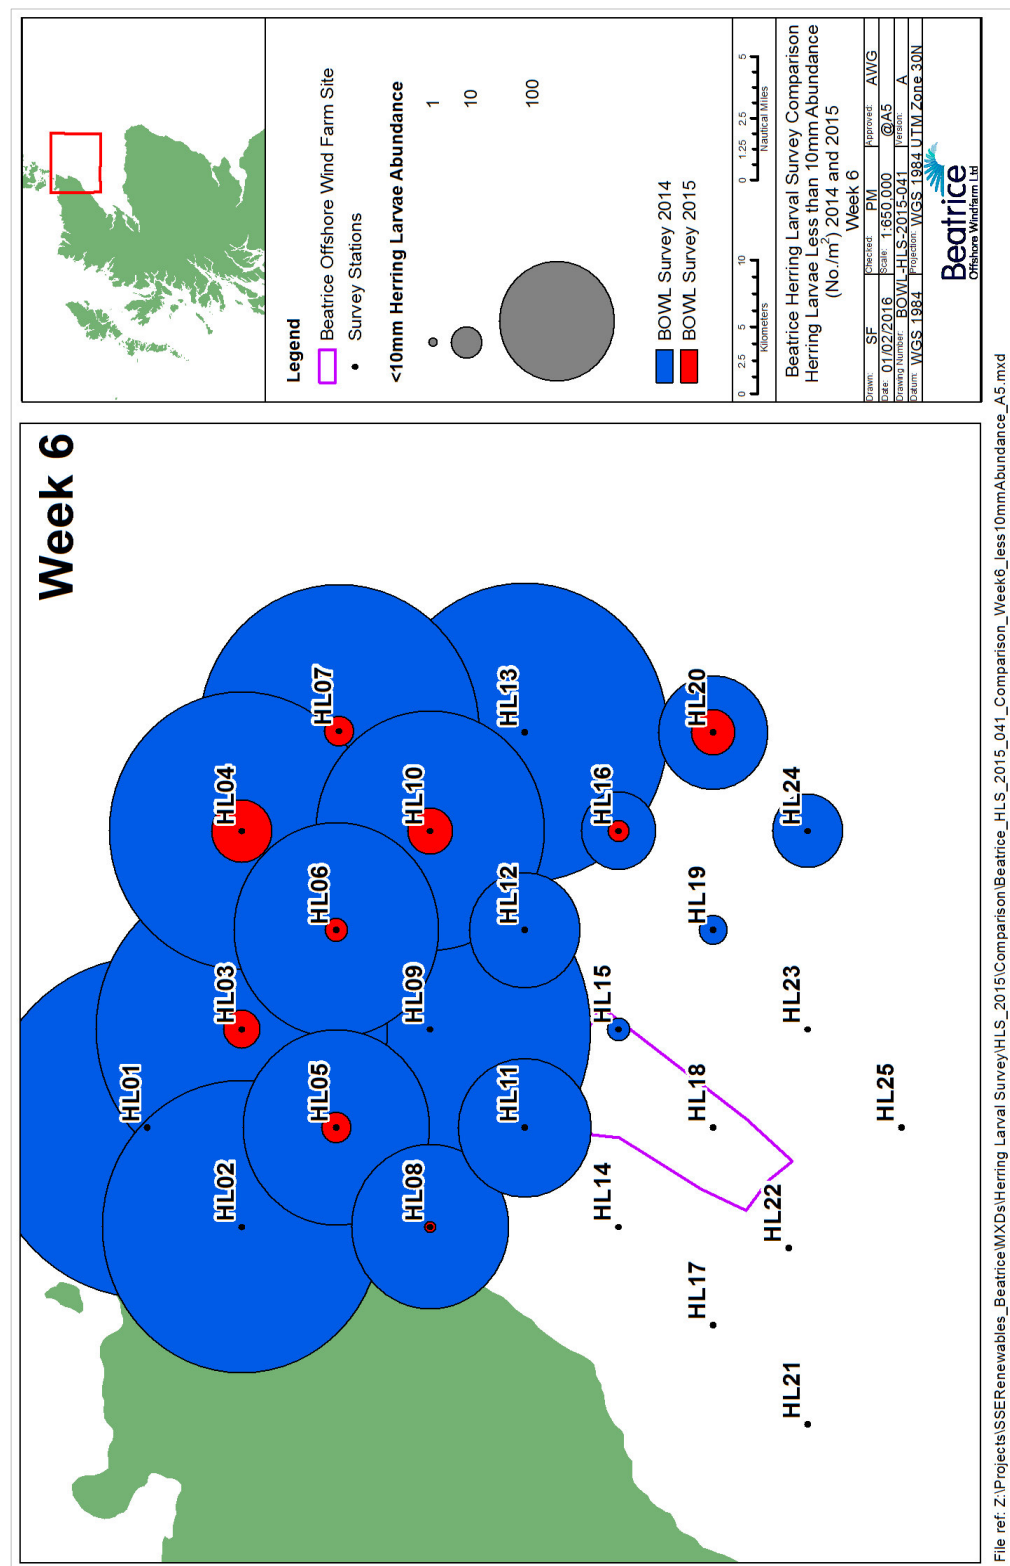 Week 6
HL01
HL02
HL03
HL04
HL05
HL06
HL07
HL08
HL09
HL10
HL11
HL12
HL13
HL14
HL15
HL16
HL17
HL18
HL19
HL20
HL21
HL22
HL23
HL24
HL25
Legend
Beatrice Offshore Wind Farm Site
Survey Stations
<10mm Herring Larvae Abundance
1
10
100
BOWL Survey 2014
BOWL Survey 2015
0 2.5 5 10
Kilometers
0 1.25 2.5 5
Nautical Miles
Beatrice Herring Larval Survey Comparison
Herring Larvae Less than 10mm Abundance
(No./m²) 2014 and 2015
Week 6
Drawn: SF Checked: PM Approved: AWG
Date: 01/02/2016 Scale: 1:650,000 @A5
Drawing Number: BOWL-HLS-2015-041 Version: A
Datum: WGS 1984 Projection: WGS 1984 UTM Zone 30N
Beatrice
Offshore Windfarm Ltd
File ref: Z:\Projects\SSERenewables_Beatrice\MXDs\Herring Larval Survey\HLS_2015\Comparison\Beatrice_HLS_2015_041_Comparison_Week6_less10mmAbundance_A5.mxd